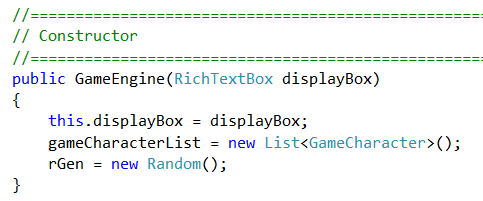 //==================================================
// Constructor
//==================================================
public GameEngine(RichTextBox displayBox)
{
    this.displayBox = displayBox;
    gameCharacterList = new List<GameCharacter>();
    rGen = new Random();
}